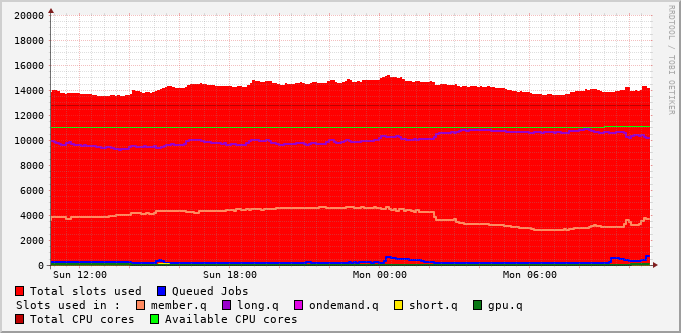 20000
18000
16000
14000
12000
10000
8000
6000
4000
2000
0
Sun 12:00 Sun 18:00 Mon 00:00 Mon 06:00
RRDTOOL / TOBI OETIKER
Total slots used Queued Jobs
Slots used in : member.q long.q ondemand.q short.q gpu.q
Total CPU cores Available CPU cores